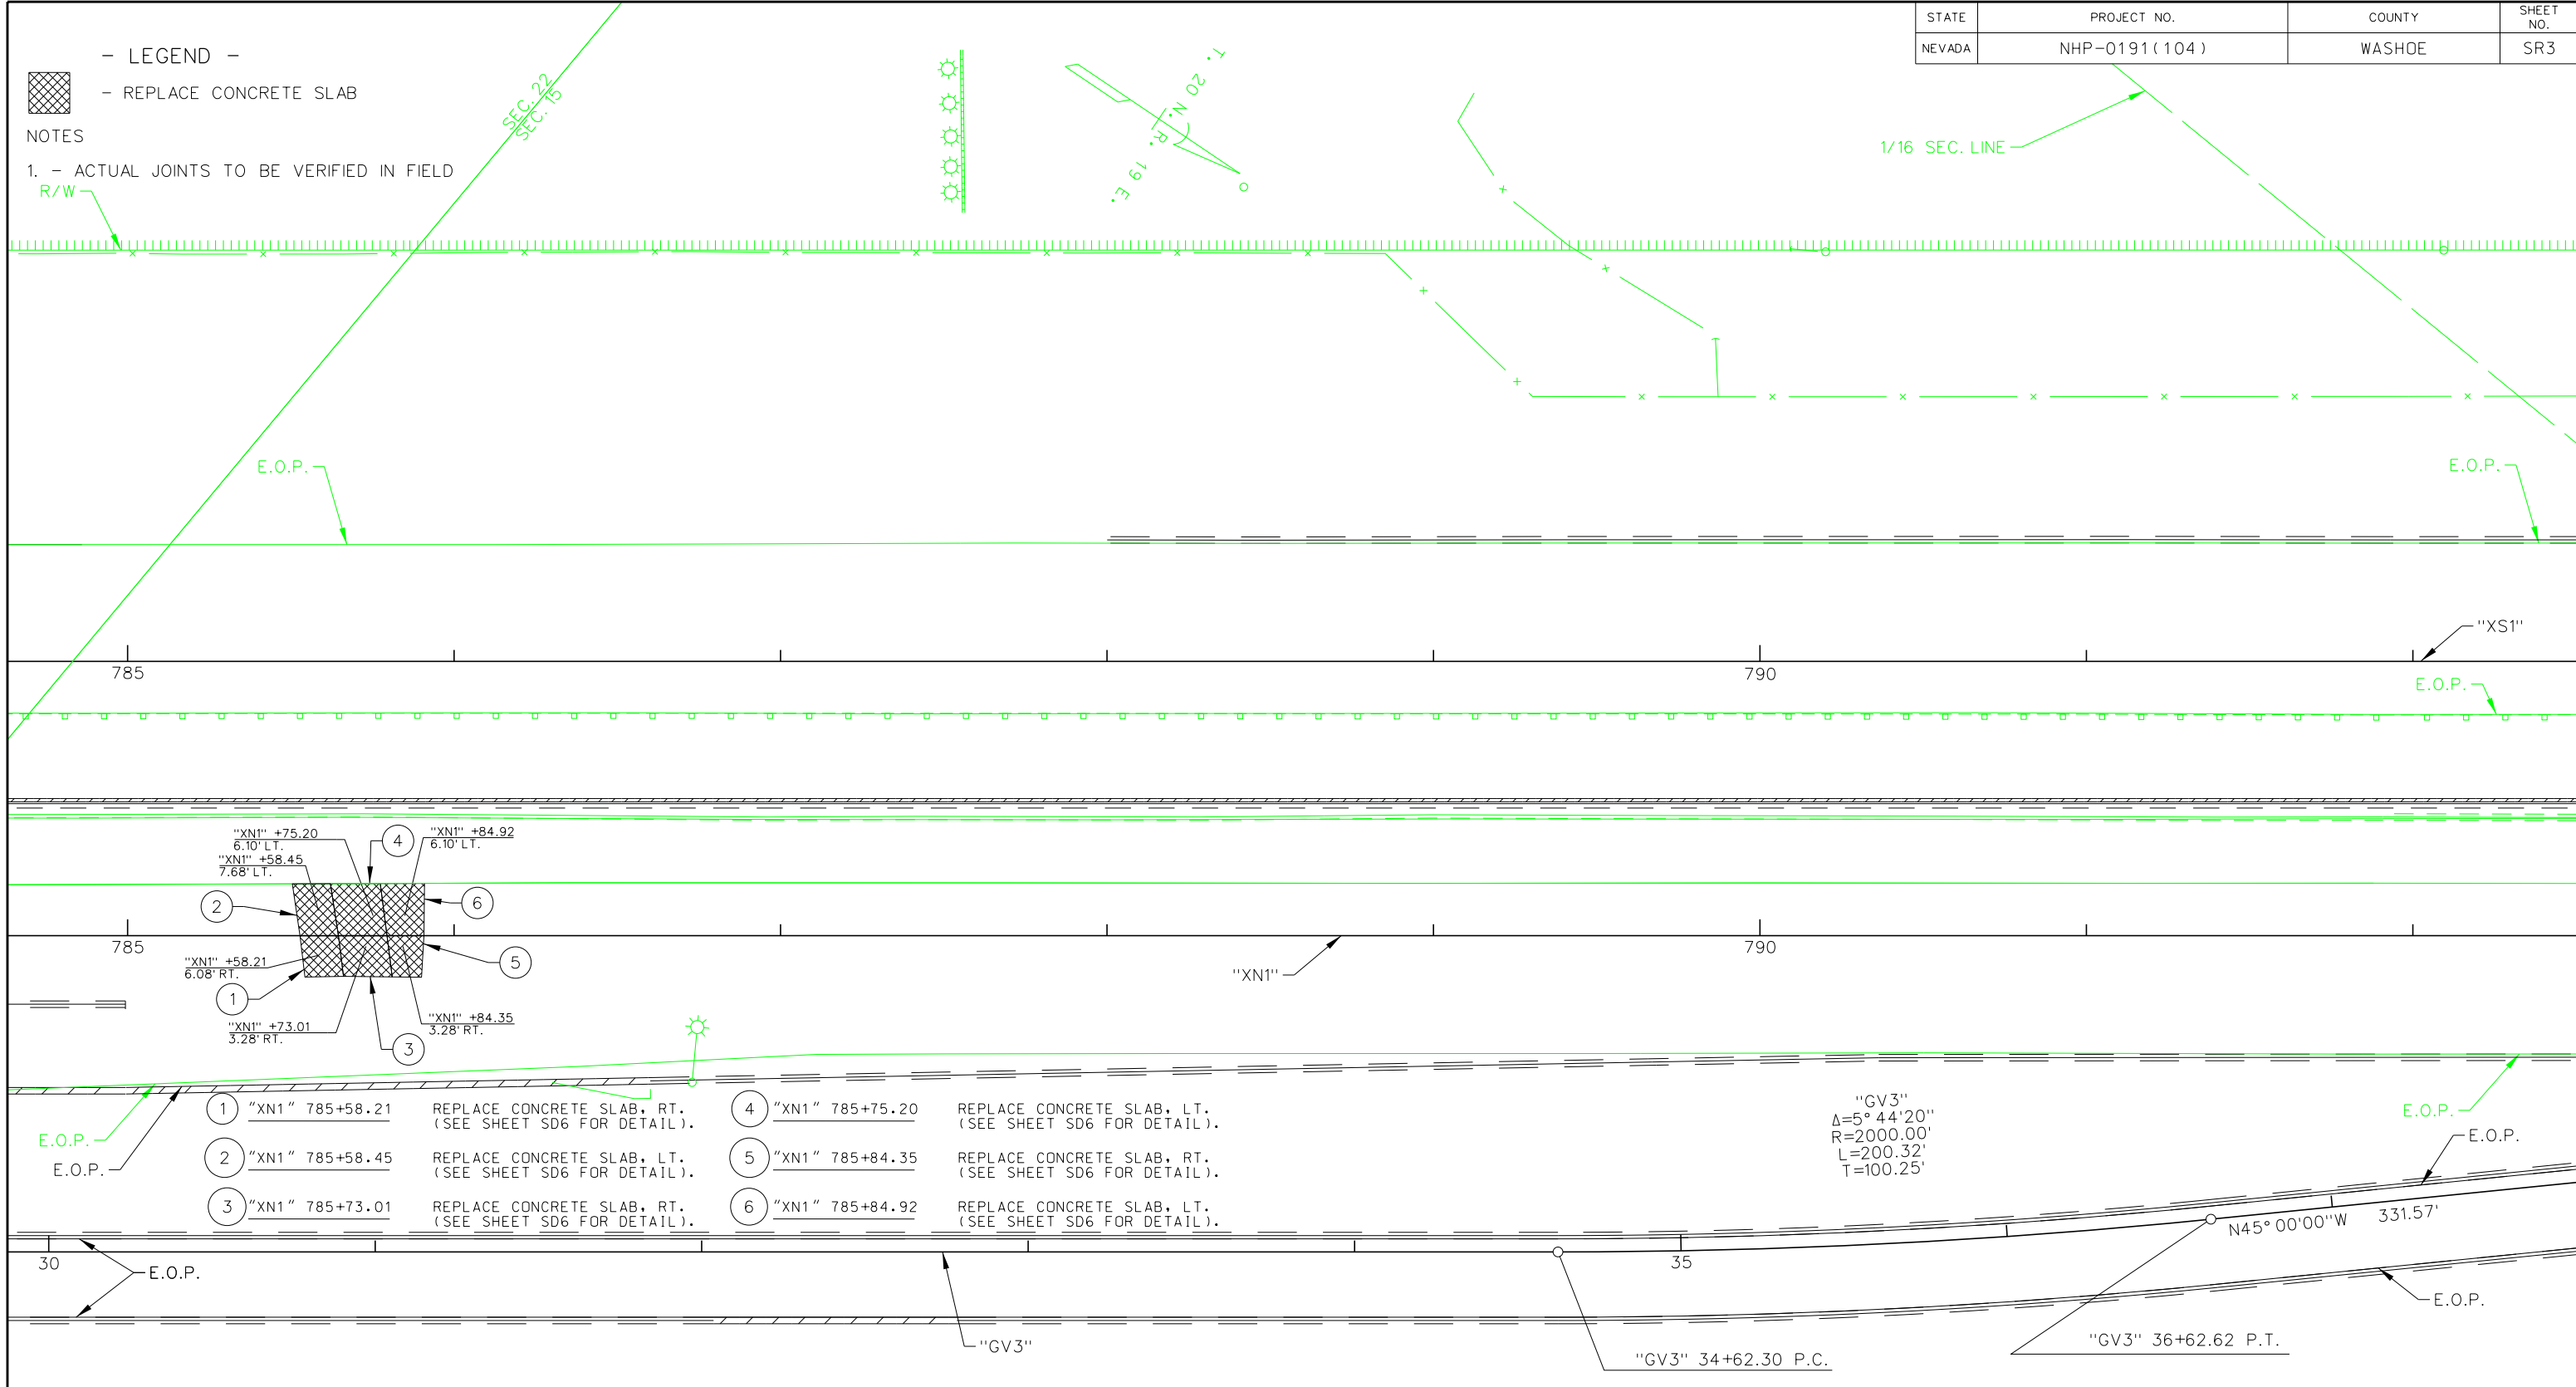 STATE PROJECT NO. COUNTY SHEET NO.
NEVADA NHP-0191(104) WASHOE SR3
- LEGEND -
- REPLACE CONCRETE SLAB
NOTES
1. - ACTUAL JOINTS TO BE VERIFIED IN FIELD
R/W
SEC. 22
SEC. 15
T. 20 N.
R. 19 E.
1/16 SEC. LINE
E.O.P.
E.O.P.
"XS1"
785
790
E.O.P.
"XN1" +75.20
6.10' LT.
"XN1" +58.45
7.68' LT.
4
"XN1" +84.92
6.10' LT.
2
6
785
790
"XN1" +58.21
6.08' RT.
5
"XN1"
1
"XN1" +73.01
3.28' RT.
"XN1" +84.35
3.28' RT.
3
1 "XN1" 785+58.21 REPLACE CONCRETE SLAB, RT.
(SEE SHEET SD6 FOR DETAIL).
2 "XN1" 785+58.45 REPLACE CONCRETE SLAB, LT.
(SEE SHEET SD6 FOR DETAIL).
3 "XN1" 785+73.01 REPLACE CONCRETE SLAB, RT.
(SEE SHEET SD6 FOR DETAIL).
4 "XN1" 785+75.20 REPLACE CONCRETE SLAB, LT.
(SEE SHEET SD6 FOR DETAIL).
5 "XN1" 785+84.35 REPLACE CONCRETE SLAB, RT.
(SEE SHEET SD6 FOR DETAIL).
6 "XN1" 785+84.92 REPLACE CONCRETE SLAB, LT.
(SEE SHEET SD6 FOR DETAIL).
"GV3"
Δ=5°44'20"
R=2000.00'
L=200.32'
T=100.25'
E.O.P.
E.O.P.
E.O.P.
E.O.P.
N45°00'00"W 331.57'
30
35
E.O.P.
E.O.P.
"GV3"
"GV3" 34+62.30 P.C.
"GV3" 36+62.62 P.T.